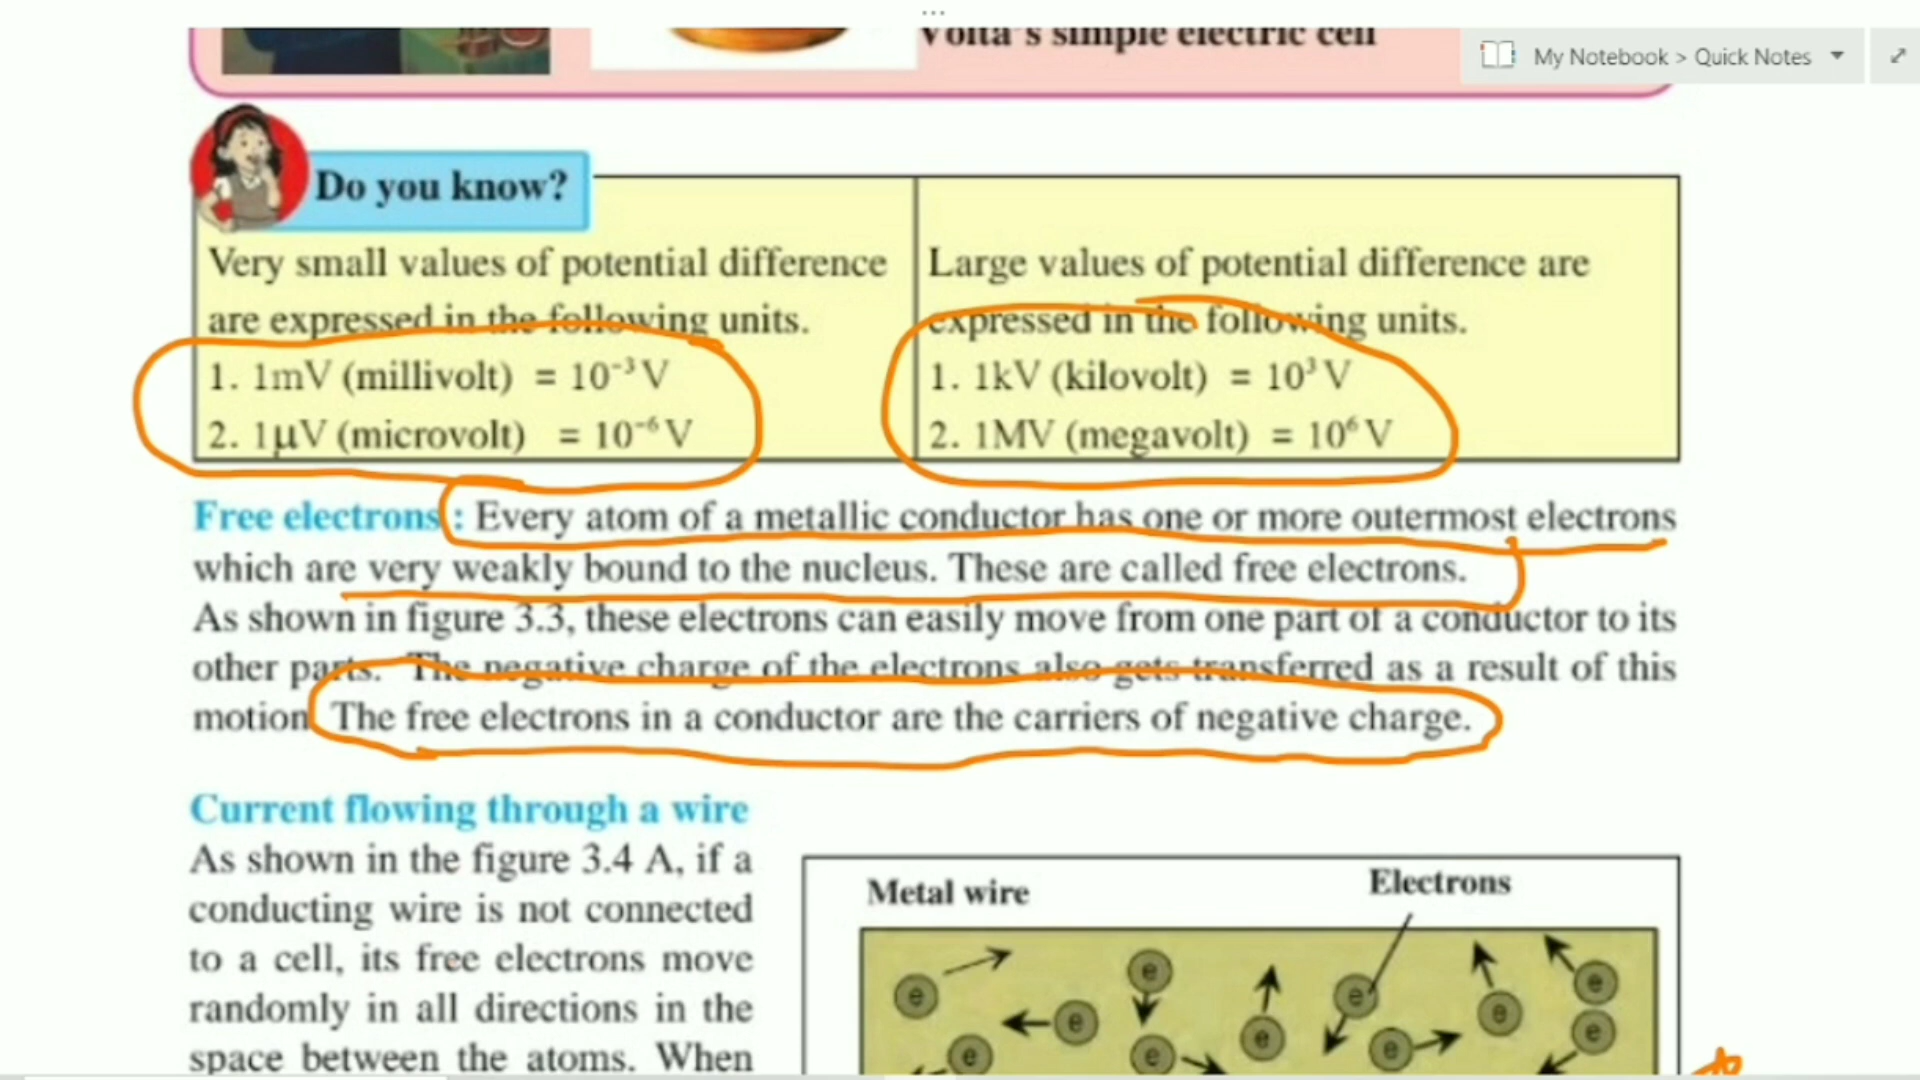 ...
Volta's simple electric cell
My Notebook > Quick Notes
Do you know?
Very small values of potential difference
are expressed in the following units.
1. 1mV (millivolt) = 10⁻³ V
2. 1μV (microvolt) = 10⁻⁶ V
Large values of potential difference are
expressed in the following units.
1. 1kV (kilovolt) = 10³ V
2. 1MV (megavolt) = 10⁶ V
Free electrons : Every atom of a metallic conductor has one or more outermost electrons
which are very weakly bound to the nucleus. These are called free electrons.
As shown in figure 3.3, these electrons can easily move from one part of a conductor to its
other parts. The negative charge of the electrons also gets transferred as a result of this
motion. The free electrons in a conductor are the carriers of negative charge.
Current flowing through a wire
As shown in the figure 3.4 A, if a
conducting wire is not connected
to a cell, its free electrons move
randomly in all directions in the
space between the atoms. When
Metal wire
Electrons
e
e
e
e
e
e
e
e
e
e
e